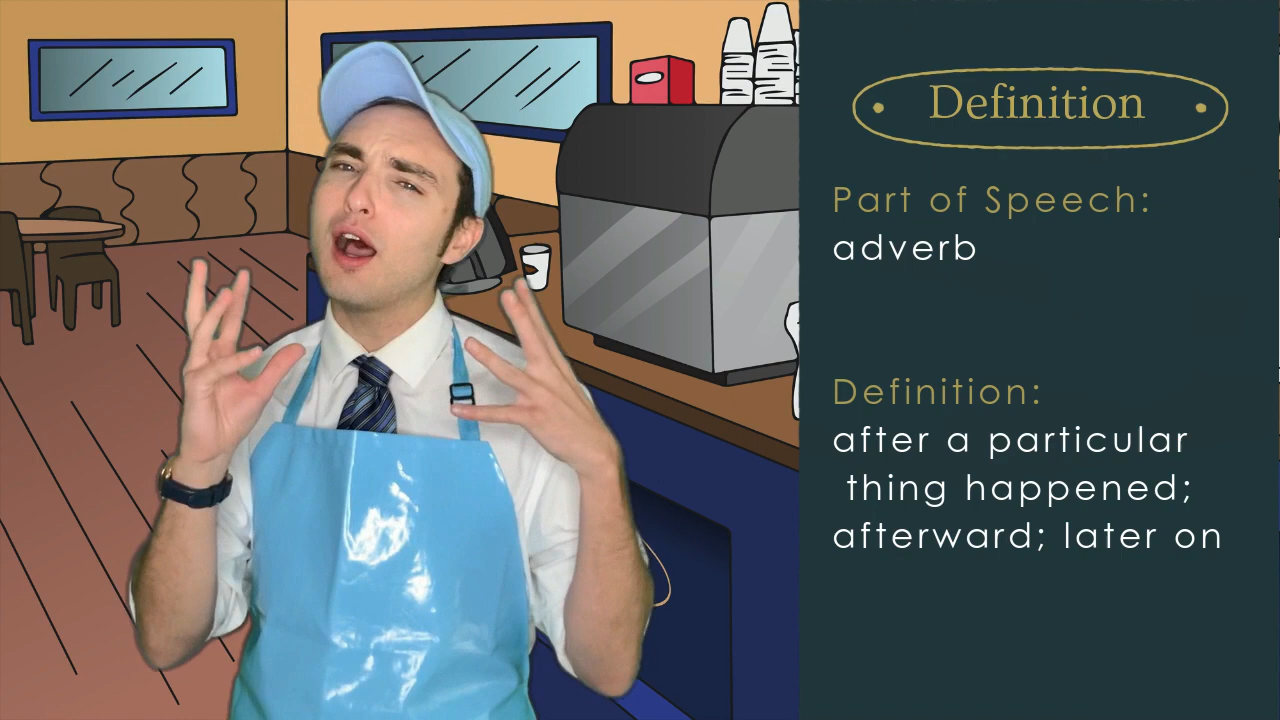 Definition
Part of Speech:
adverb
Definition:
after a particular
thing happened;
afterward; later on